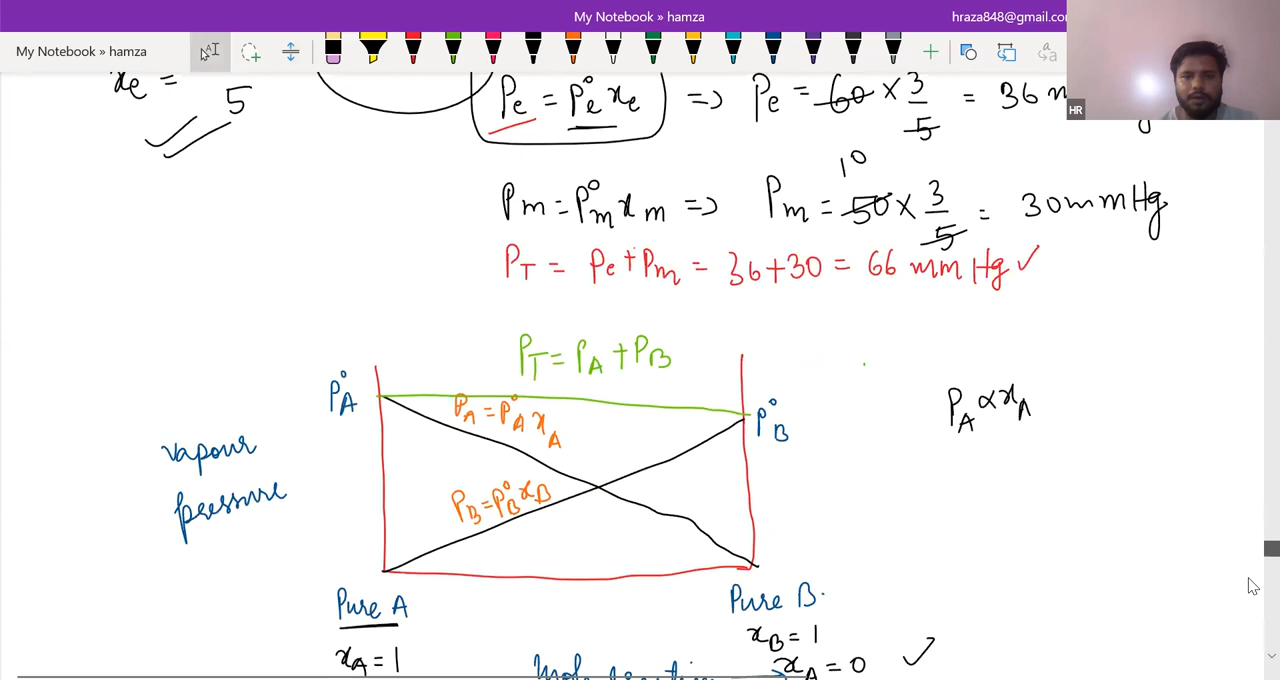 My Notebook » hamza
hraza848@gmail.co
My Notebook » hamza
HR
xe = 5
Pe = P°e xe => Pe = 60 × 3/5 = 36 m
10
Pm = P°m xm => Pm = 50 × 3/5 = 30 mm Hg
PT = Pe + Pm = 36 + 30 = 66 mm Hg ✓
PT = PA + PB
P°A
PA = P°A xA
P°B
PA ∝ xA
vapour
pressure
PB = P°B xB
Pure A
Pure B.
xB = 1
xA = 1
xA = 0 ✓